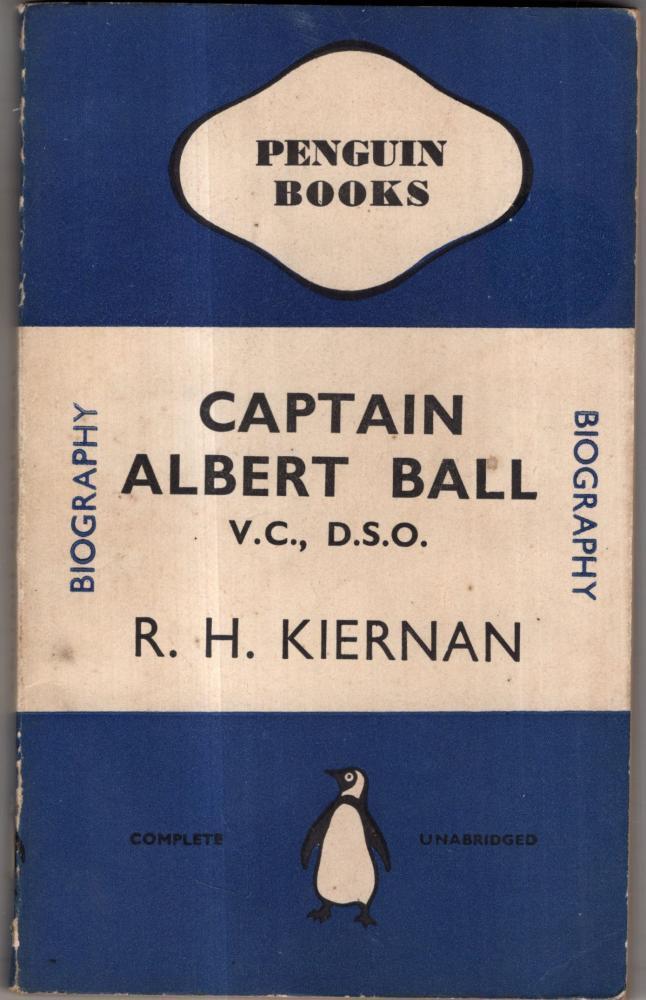 PENGUIN
BOOKS
CAPTAIN
ALBERT BALL
V.C., D.S.O.
R. H. KIERNAN
BIOGRAPHY
BIOGRAPHY
COMPLETE
UNABRIDGED